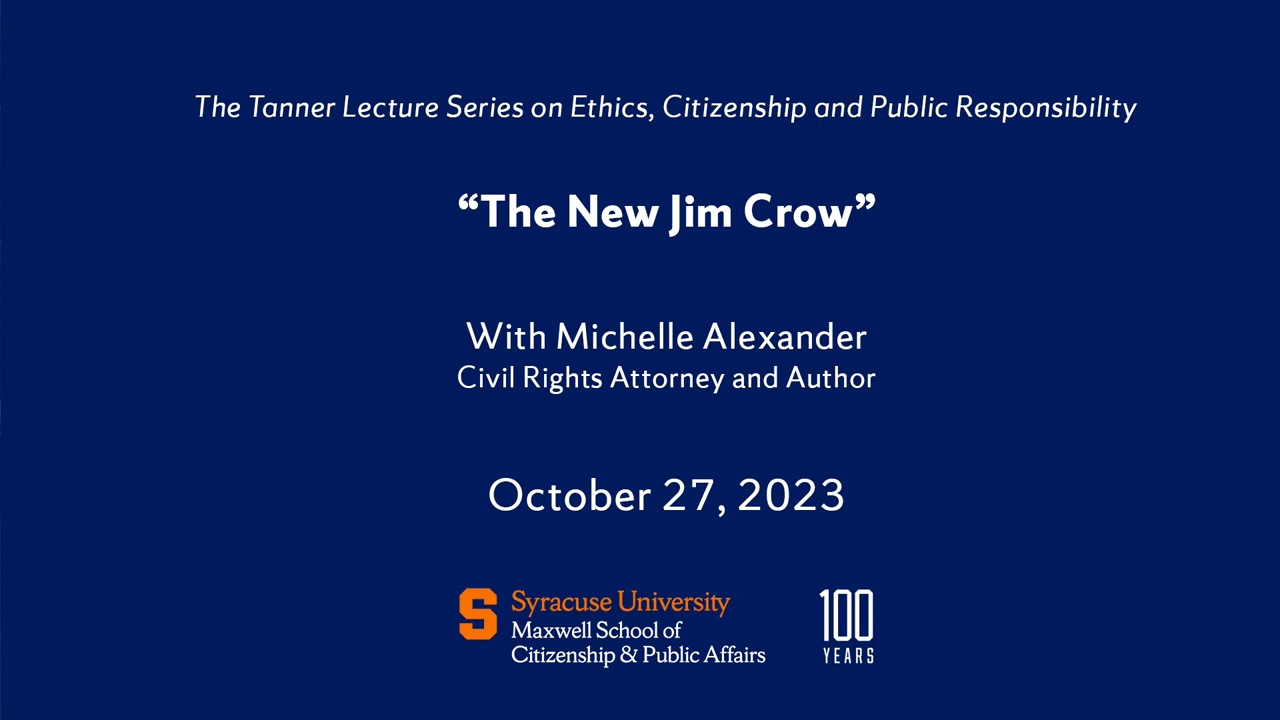 The Tanner Lecture Series on Ethics, Citizenship and Public Responsibility
“The New Jim Crow”
With Michelle Alexander
Civil Rights Attorney and Author
October 27, 2023
S
Syracuse University
Maxwell School of
Citizenship & Public Affairs
100
YEARS